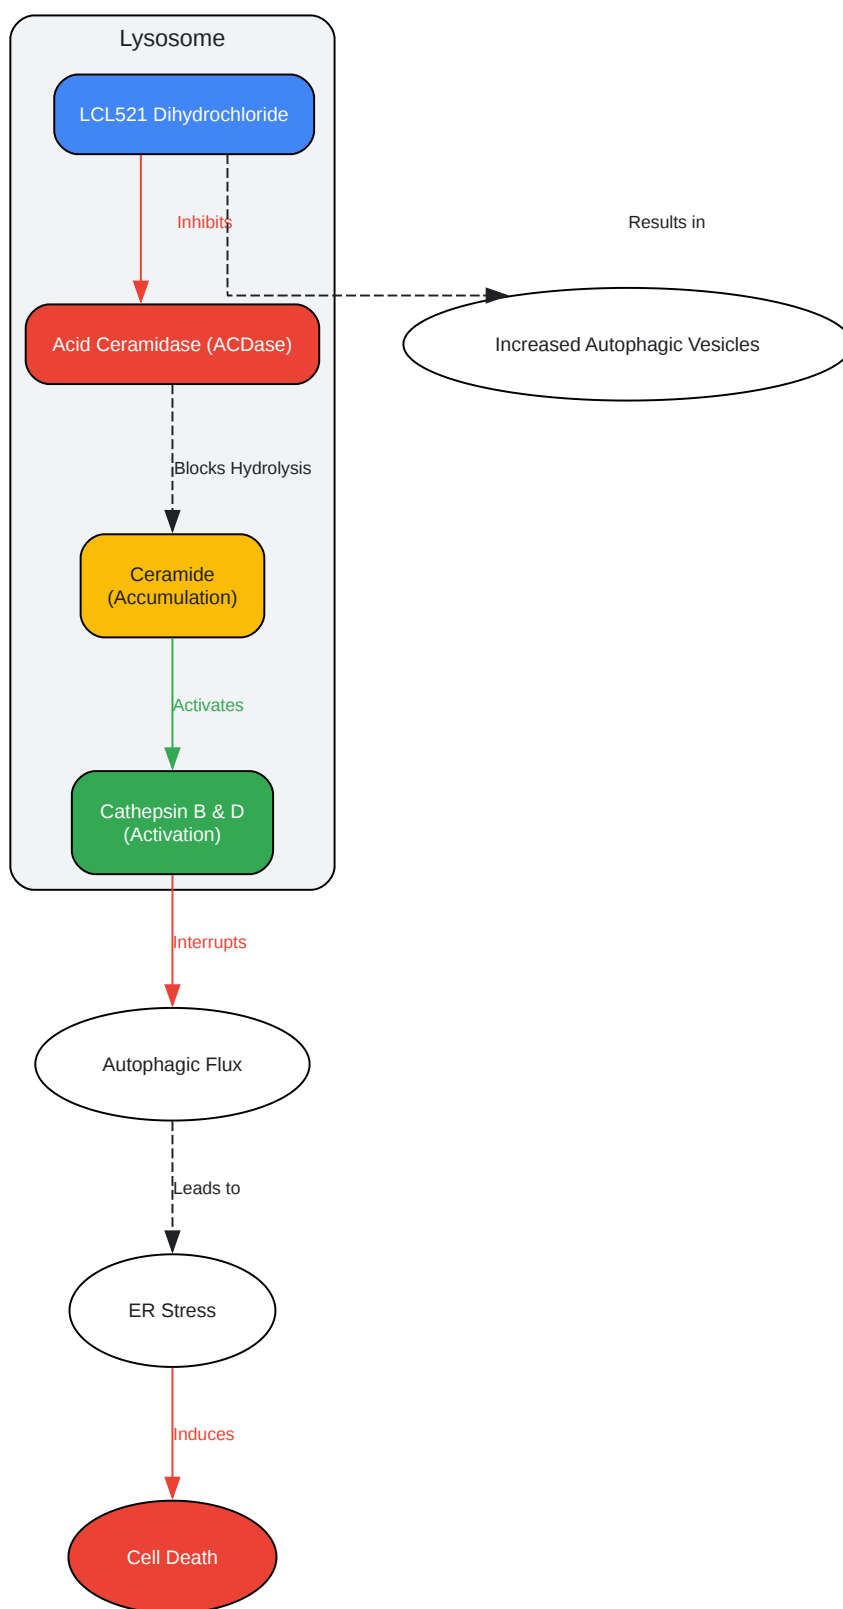 Lysosome
LCL521 Dihydrochloride
Inhibits
Results in
Acid Ceramidase (ACDase)
Increased Autophagic Vesicles
Blocks Hydrolysis
Ceramide
(Accumulation)
Activates
Cathepsin B & D
(Activation)
Interrupts
Autophagic Flux
Leads to
ER Stress
Induces
Cell Death